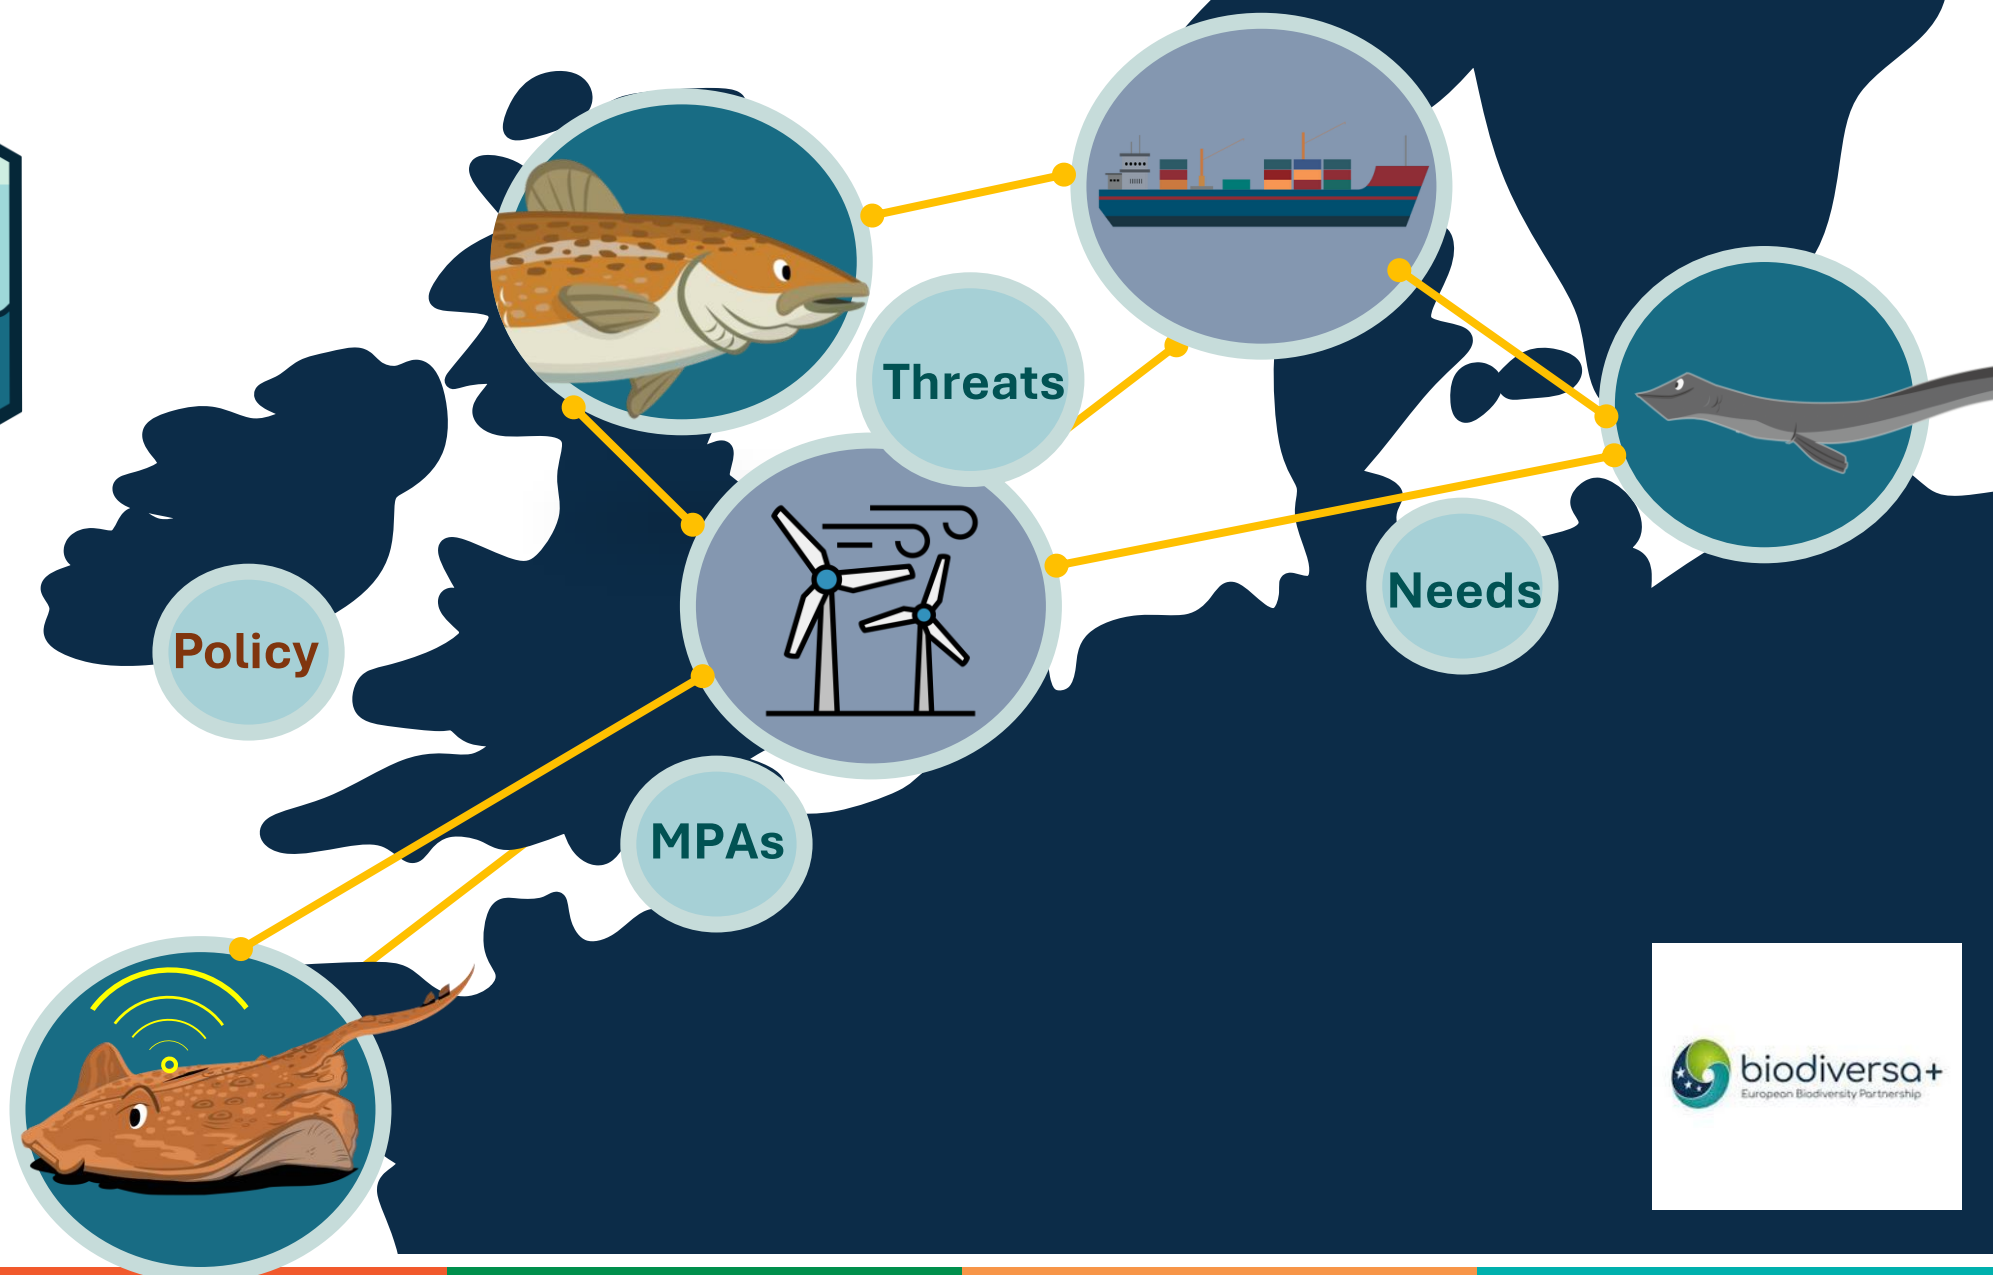 Threats
Needs
Policy
MPAs
biodiversa+
European Biodiversity Partnership